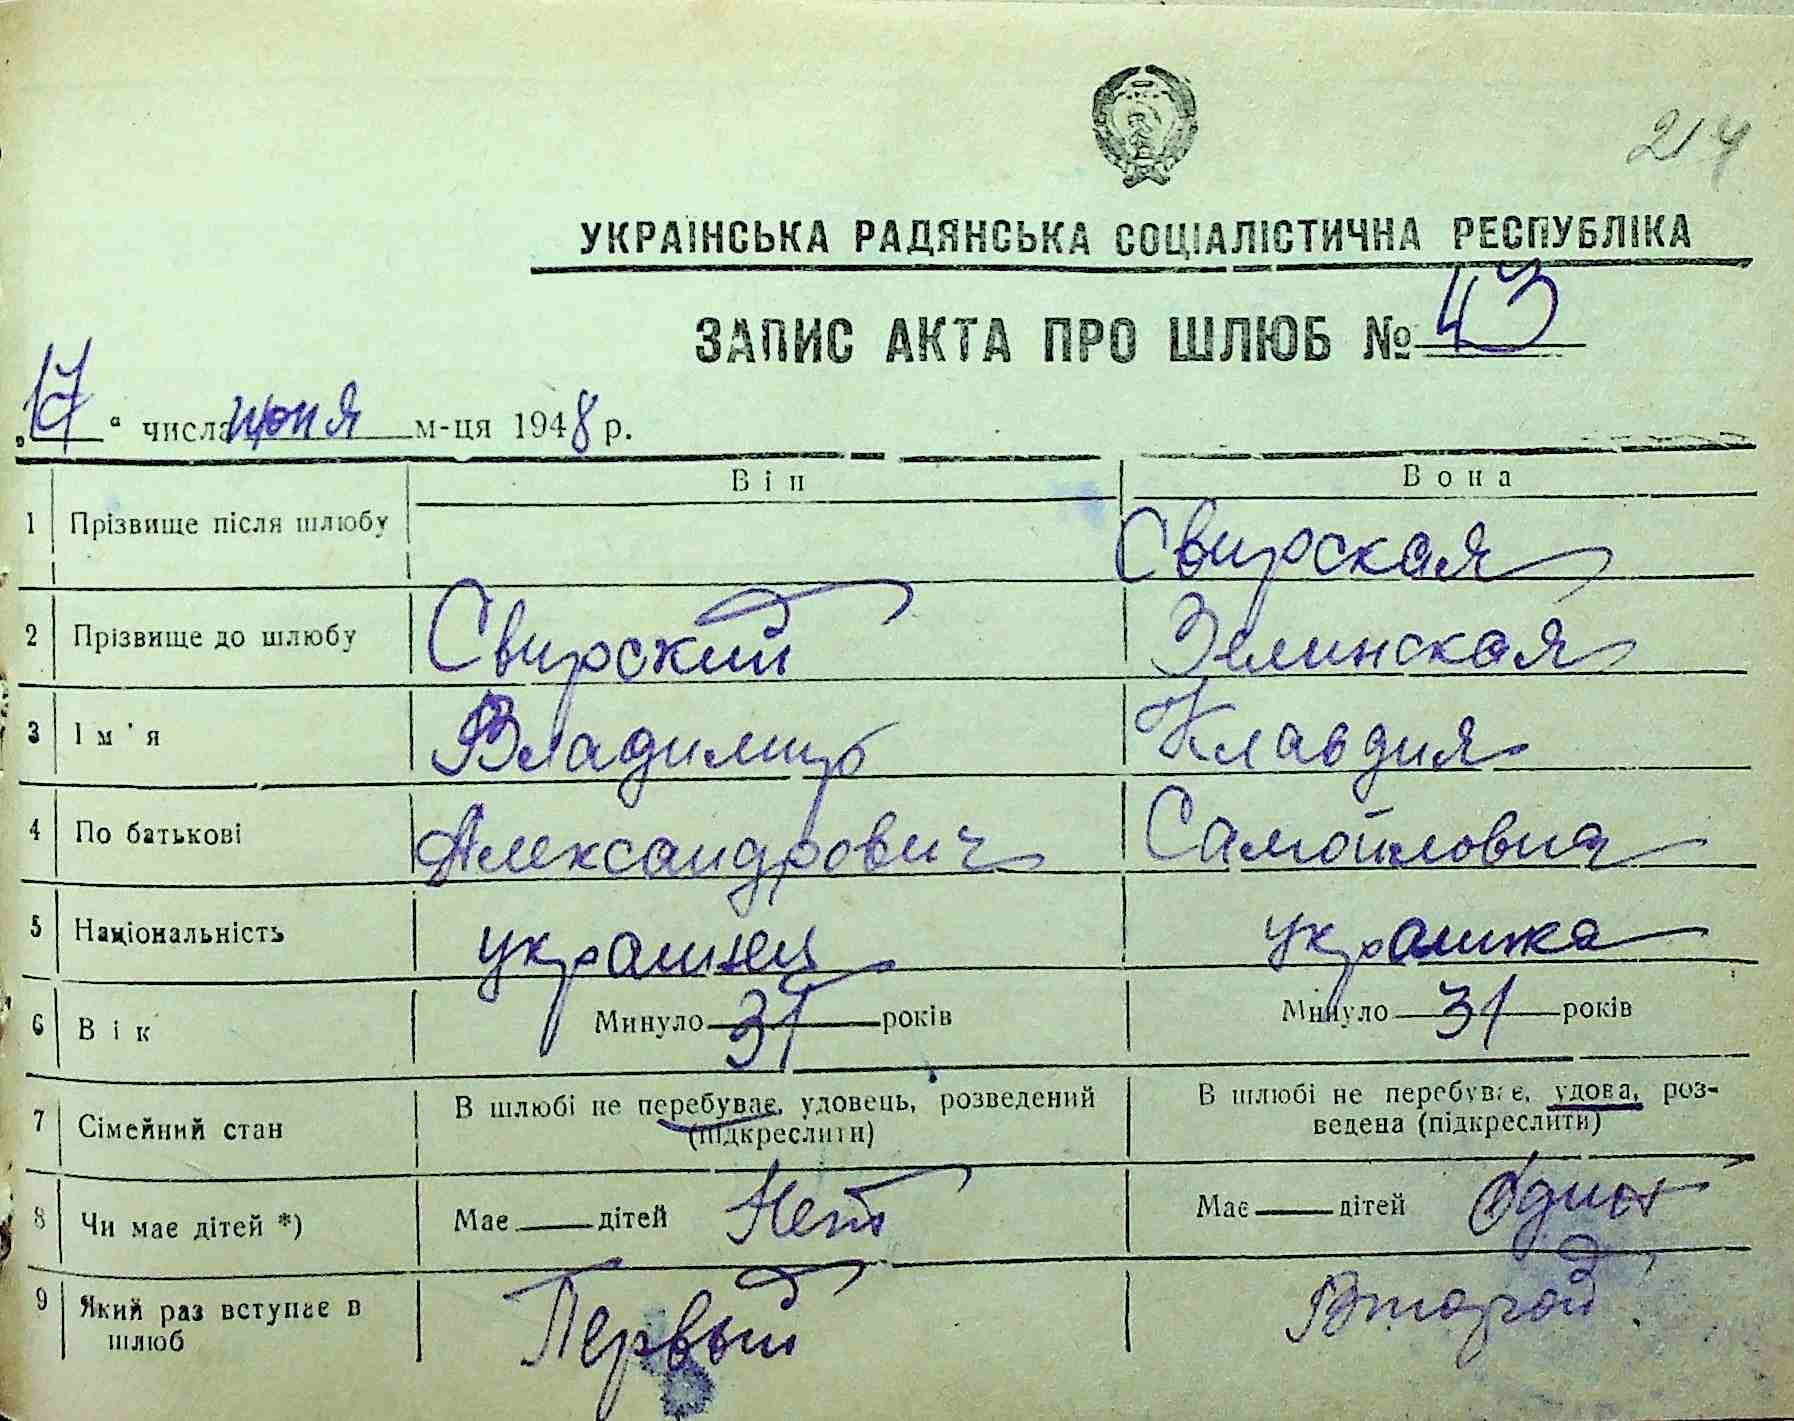 214
УКРАЇНСЬКА РАДЯНСЬКА СОЦІАЛІСТИЧНА РЕСПУБЛІКА
ЗАПИС АКТА ПРО ШЛЮБ № 43
„17“ числа июня м-ця 1948 р.
Він Вона
1 Прізвище після шлюбу Свирская
2 Прізвище до шлюбу Свирский Зелинская
3 Ім'я Владимир Клавдия
4 По батькові Александрович Самойловна
5 Національність украинец украинка
6 Вік Минуло 31 років Минуло 31 років
7 Сімейний стан В шлюбі не перебуває, удовець, розведений (підкреслити) В шлюбі не перебуває, удова, роз-
ведена (підкреслити)
8 Чи має дітей *) Має — дітей Нет Має — дітей Один
9 Який раз вступає в шлюб Первый Второй